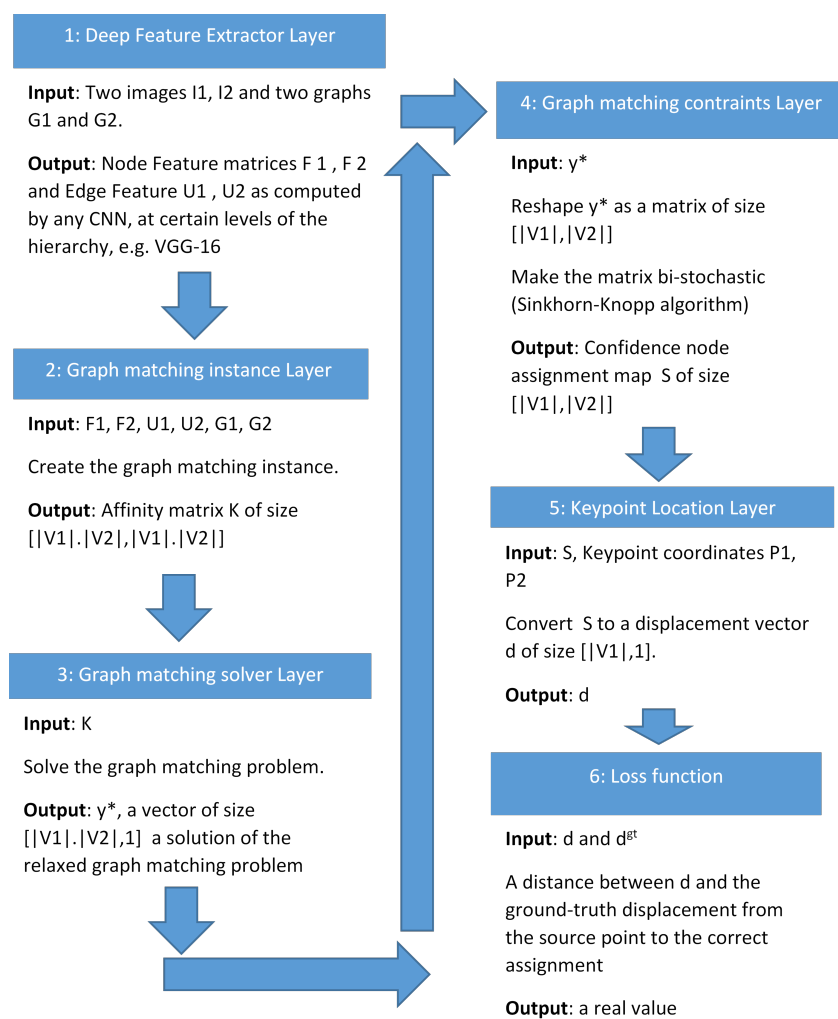 1: Deep Feature Extractor Layer
Input: Two images I1, I2 and two graphs
G1 and G2.
Output: Node Feature matrices F 1 , F 2
and Edge Feature U1 , U2 as computed
by any CNN, at certain levels of the
hierarchy, e.g. VGG-16
2: Graph matching instance Layer
Input: F1, F2, U1, U2, G1, G2
Create the graph matching instance.
Output: Affinity matrix K of size
[|V1|.|V2|,|V1|.|V2|]
3: Graph matching solver Layer
Input: K
Solve the graph matching problem.
Output: y*, a vector of size
[|V1|.|V2|,1] a solution of the
relaxed graph matching problem
4: Graph matching contraints Layer
Input: y*
Reshape y* as a matrix of size
[|V1|,|V2|]
Make the matrix bi-stochastic
(Sinkhorn-Knopp algorithm)
Output: Confidence node
assignment map S of size
[|V1|,|V2|]
5: Keypoint Location Layer
Input: S, Keypoint coordinates P1,
P2
Convert S to a displacement vector
d of size [|V1|,1].
Output: d
6: Loss function
Input: d and d^gt
A distance between d and the
ground-truth displacement from
the source point to the correct
assignment
Output: a real value